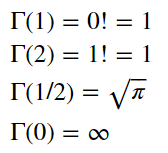 Γ(1) = 0! = 1
Γ(2) = 1! = 1
Γ(1/2) = √π
Γ(0) = ∞